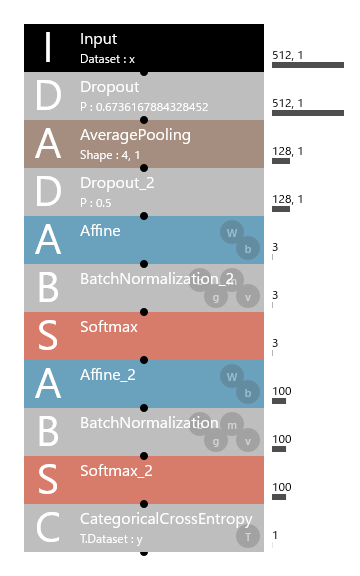 I Input 512, 1
Dataset : x
D Dropout 512, 1
P : 0.6736167884328452
A AveragePooling 128, 1
Shape : 4, 1
D Dropout_2 128, 1
P : 0.5
A Affine W b 3
B BatchNormalization_2 m g v 3
S Softmax 3
A Affine_2 W b 100
B BatchNormalization m g v 100
S Softmax_2 100
C CategoricalCrossEntropy 1
T.Dataset : y T